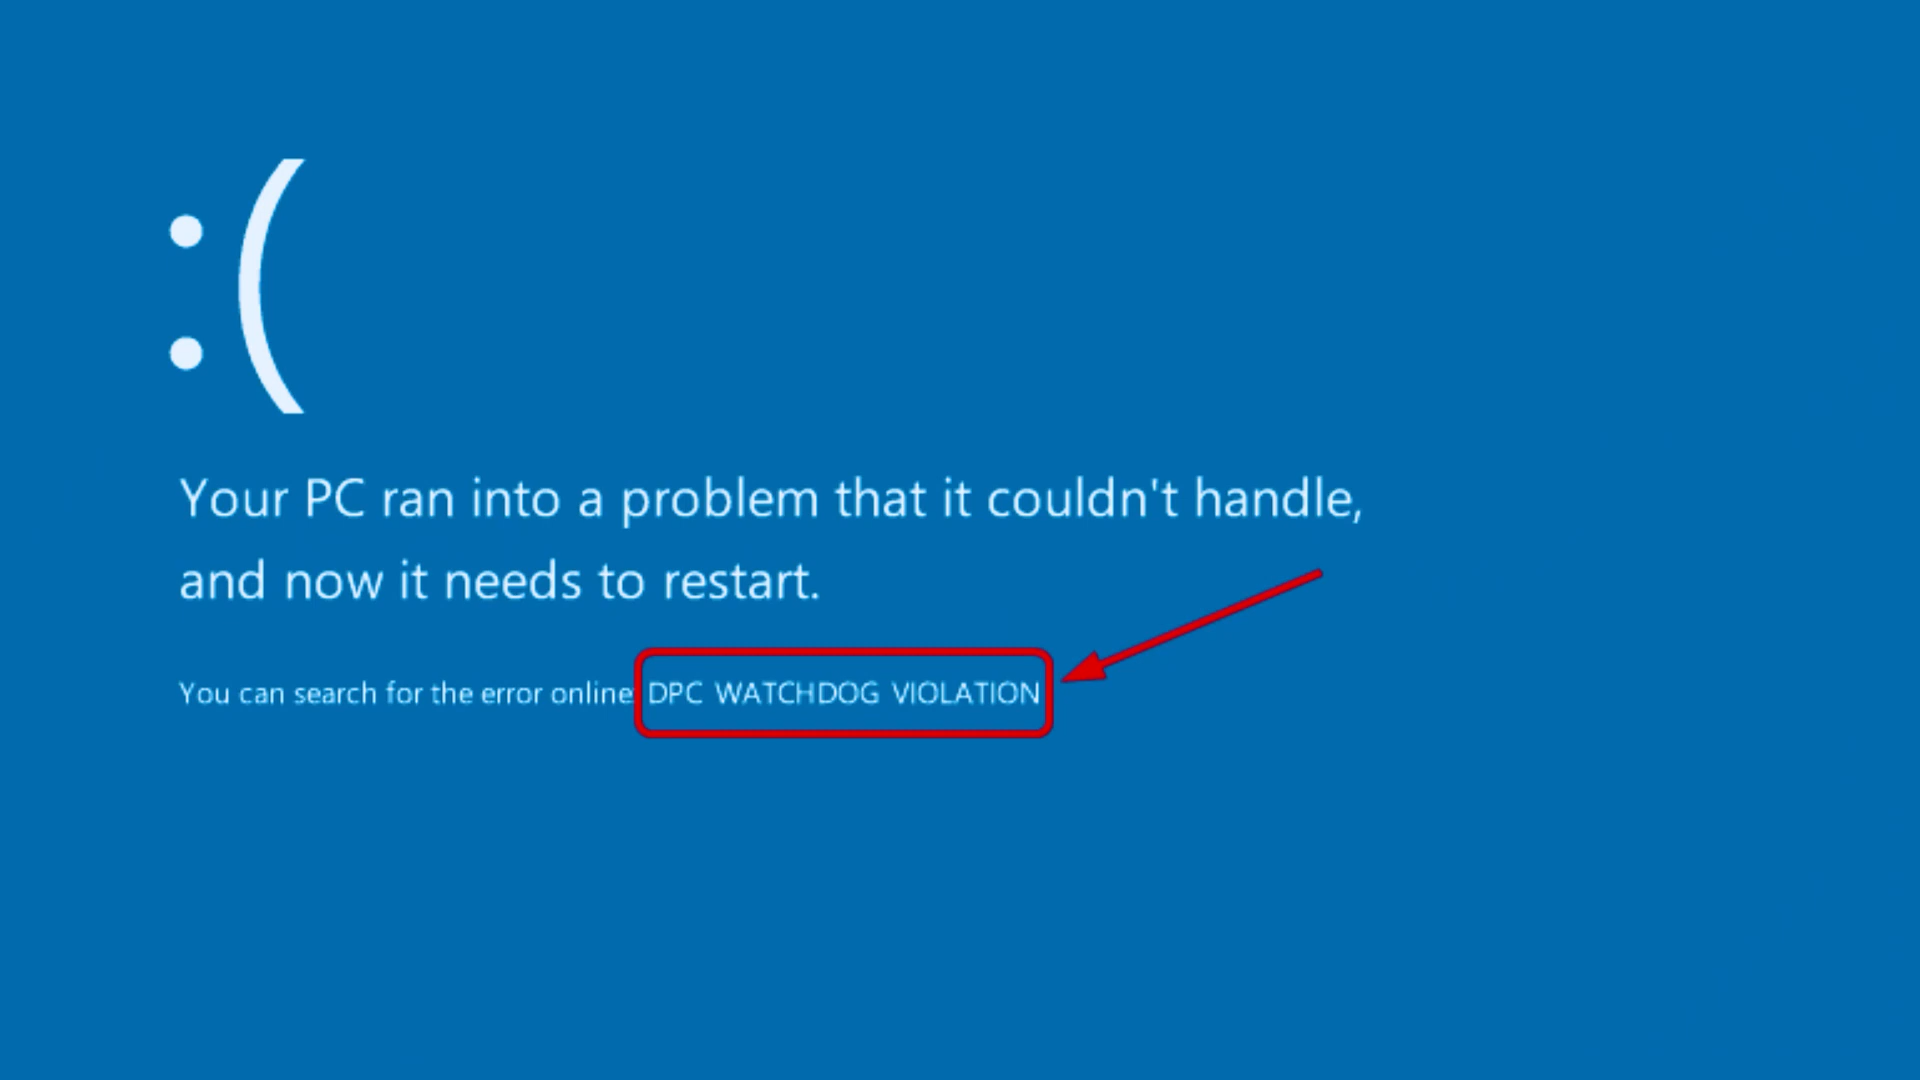 :(
Your PC ran into a problem that it couldn't handle,
and now it needs to restart.
You can search for the error online: DPC WATCHDOG VIOLATION